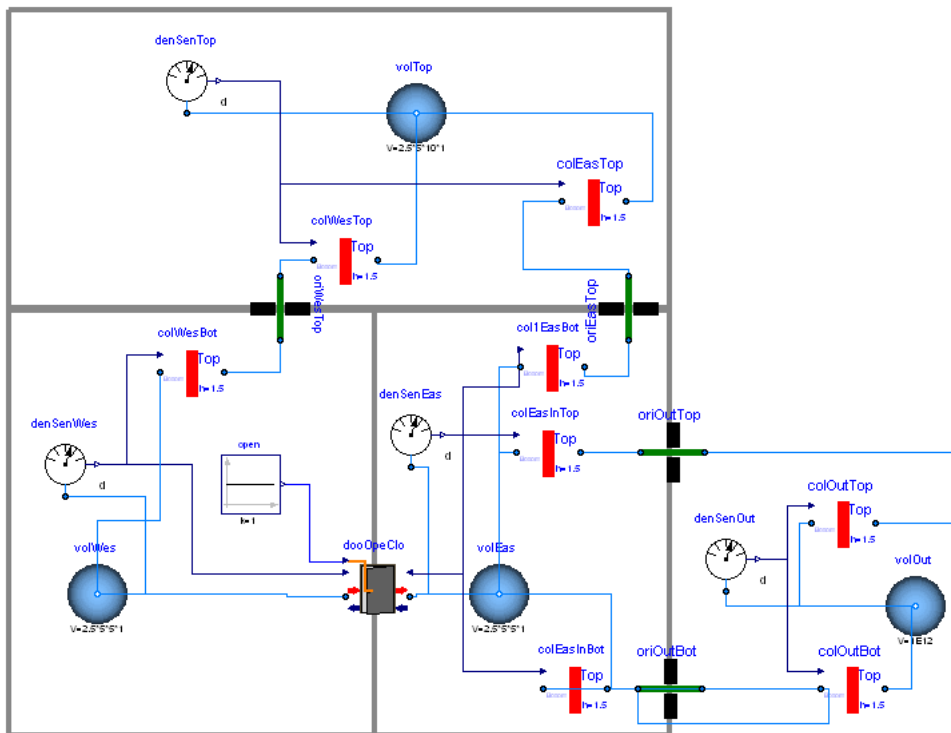 denSenTop
volTop
d
V=2.5*5*10*1
colEasTop
Top
h=1.5
colWesTop
Top
h=1.5
oriWesTop
oriEasTop
colWesBot
Top
h=1.5
col1EasBot
Top
h=1.5
denSenEas
colEasInTop
Top
h=1.5
d
oriOutTop
denSenWes
d
open
k=1
colOutTop
Top
h=1.5
denSenOut
d
volWes
V=2.5*5*5*1
dooOpeClo
volEas
V=2.5*5*5*1
volOut
V=1E12
colEasInBot
Top
h=1.5
oriOutBot
colOutBot
Top
h=1.5